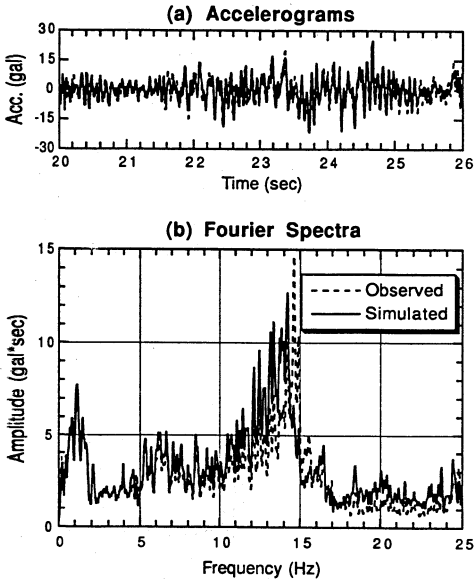 (a) Accelerograms
Acc. (gal)
30
15
0
-15
-30
20 21 22 23 24 25 26
Time (sec)
(b) Fourier Spectra
Amplitude (gal*sec)
15
10
5
0
Observed
Simulated
0 5 10 15 20 25
Frequency (Hz)